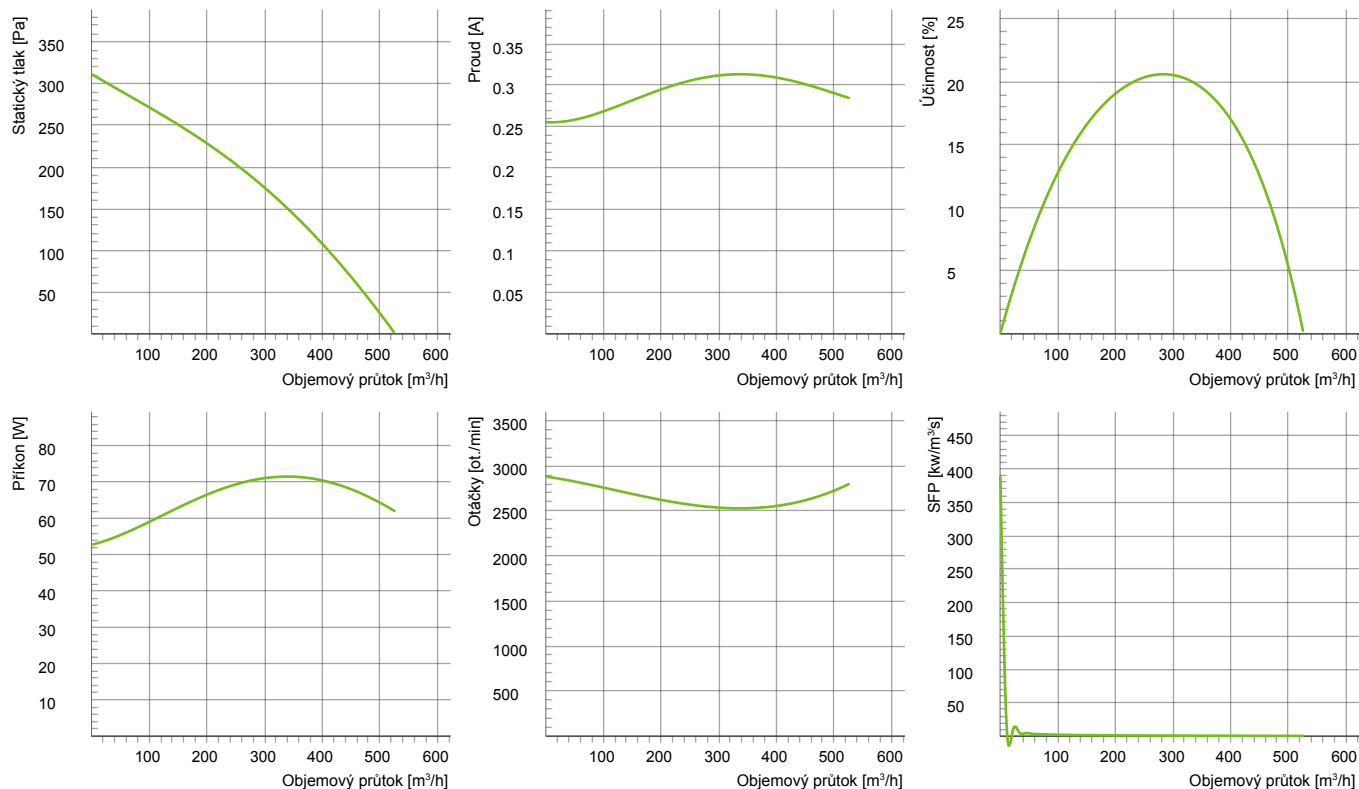 Statický tlak [Pa]
350
300
250
200
150
100
50
100 200 300 400 500 600
Objemový průtok [m³/h]
Proud [A]
0.35
0.3
0.25
0.2
0.15
0.1
0.05
100 200 300 400 500 600
Objemový průtok [m³/h]
Účinnost [%]
25
20
15
10
5
100 200 300 400 500 600
Objemový průtok [m³/h]
Příkon [W]
80
70
60
50
40
30
20
10
100 200 300 400 500 600
Objemový průtok [m³/h]
Otáčky [ot./min]
3500
3000
2500
2000
1500
1000
500
100 200 300 400 500 600
Objemový průtok [m³/h]
SFP [kw/m³/s]
450
400
350
300
250
200
150
100
50
100 200 300 400 500 600
Objemový průtok [m³/h]